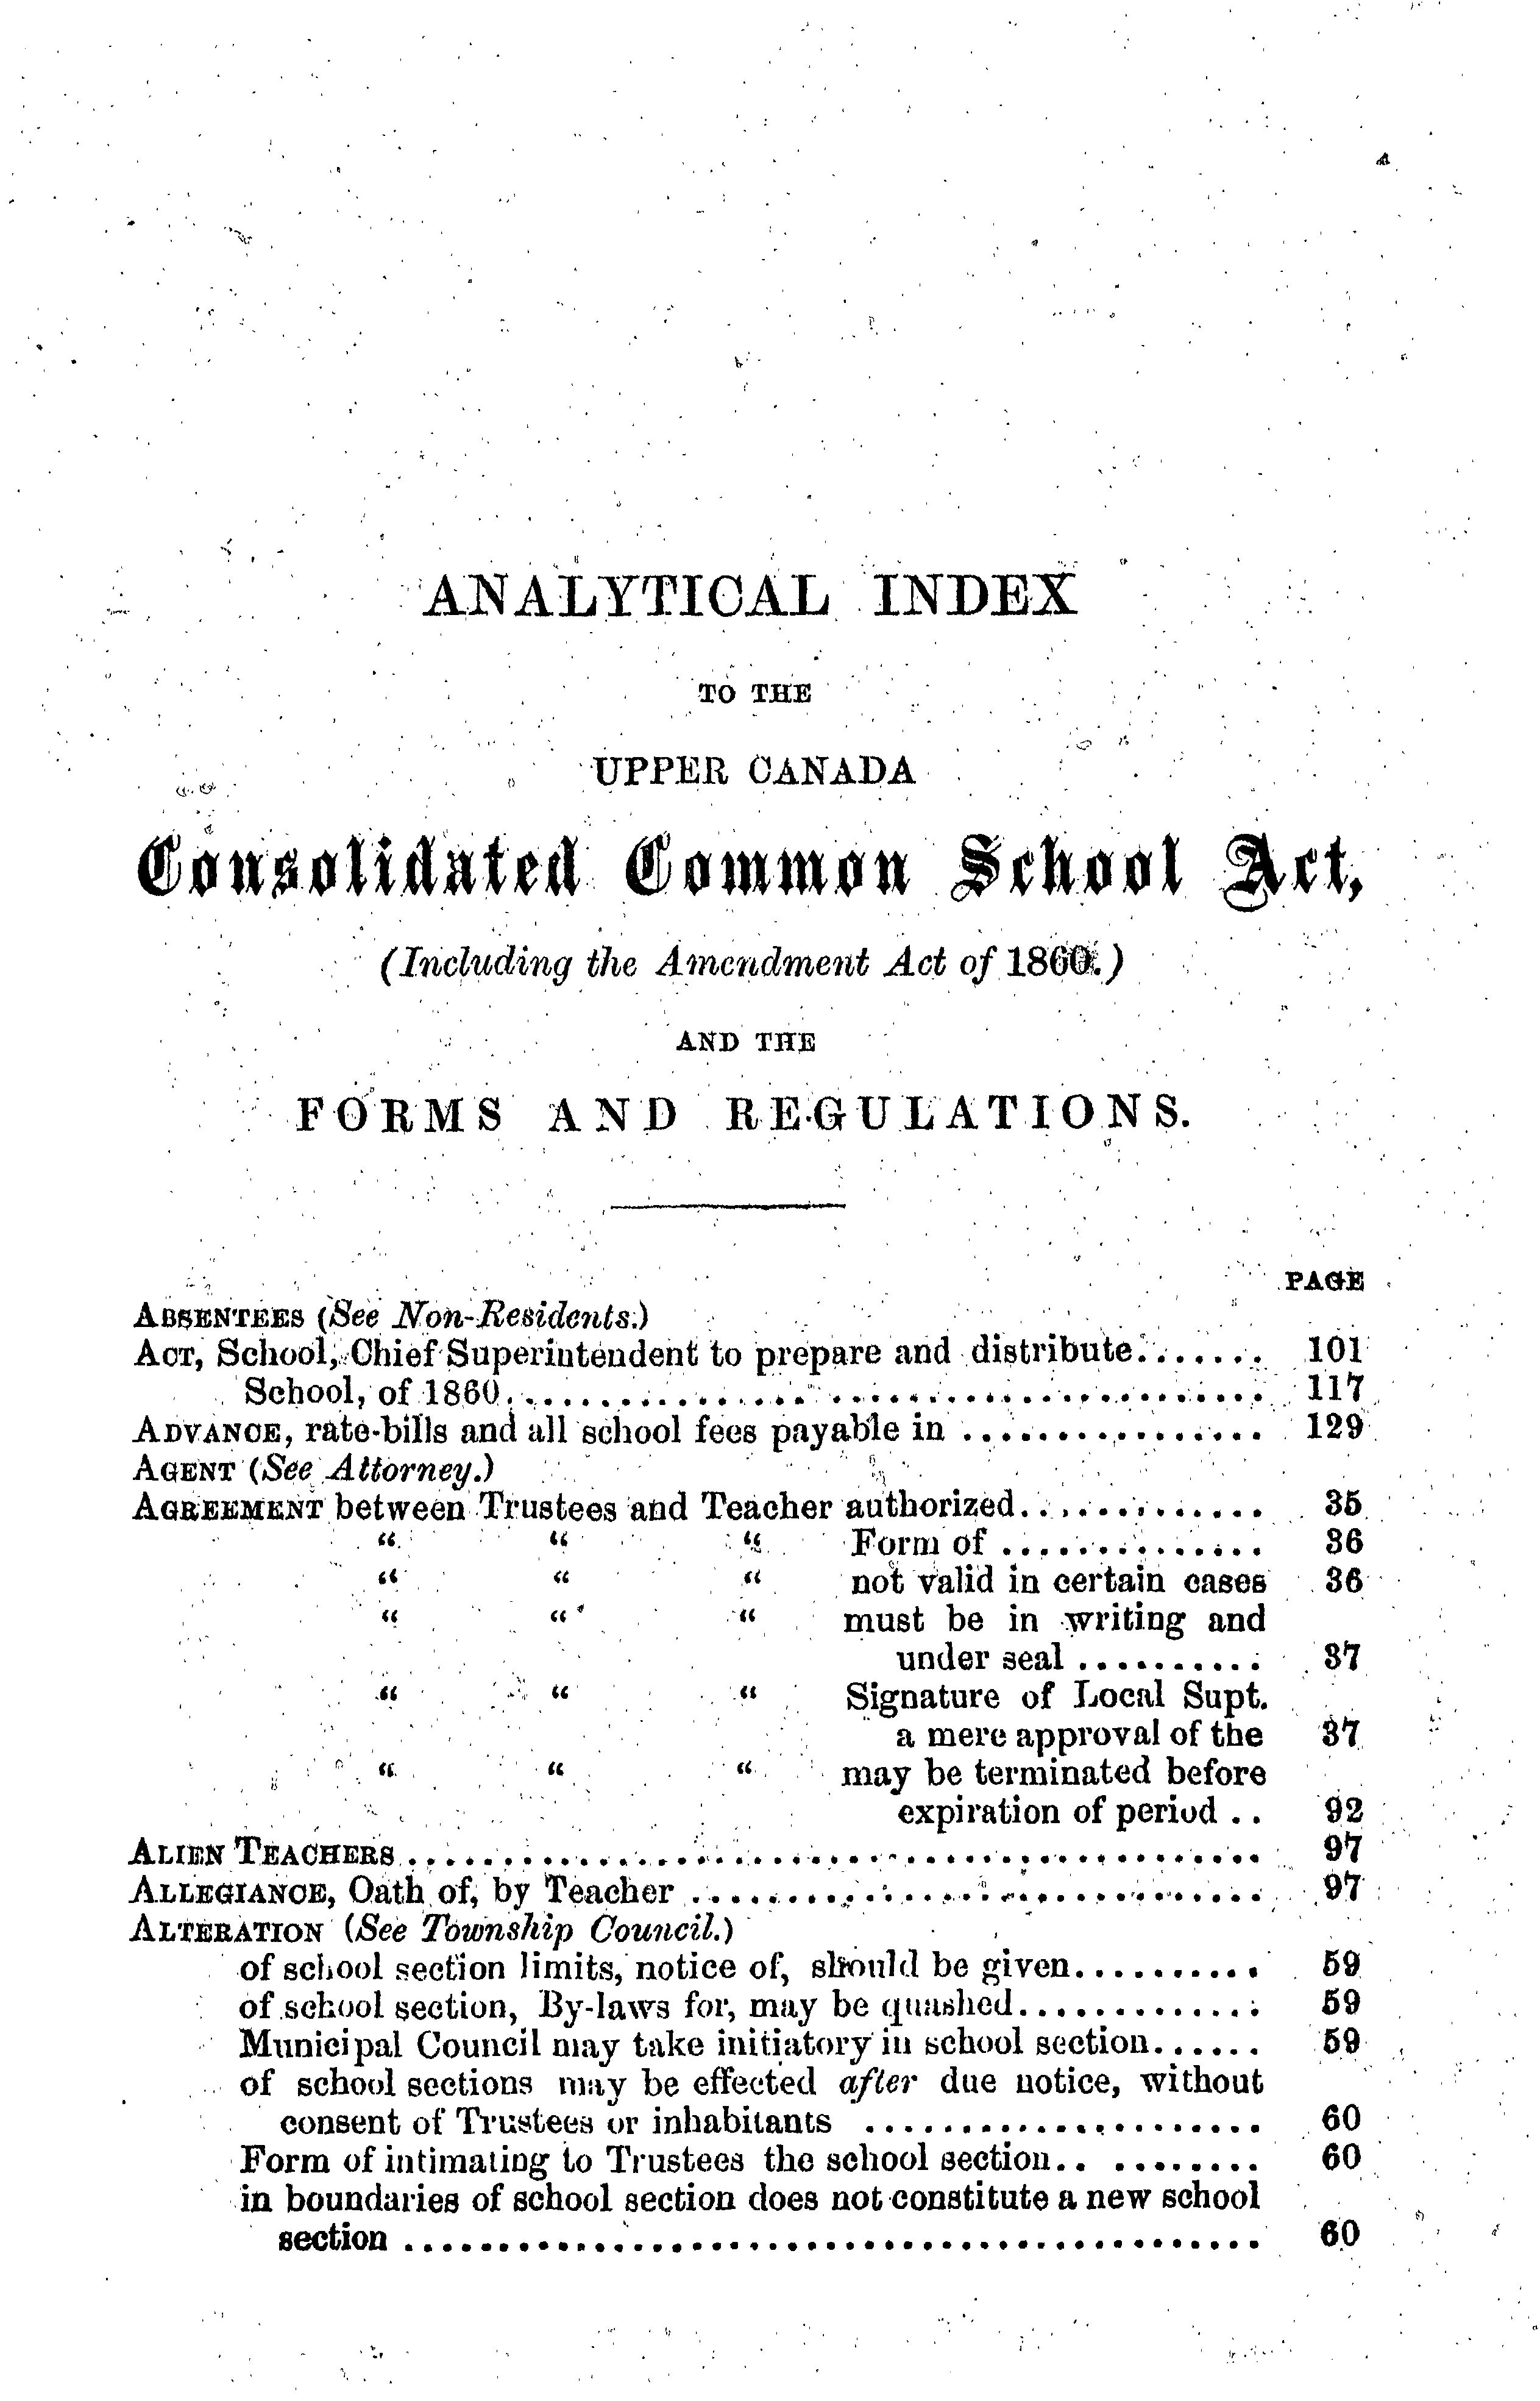 ANALYTICAL INDEX
TO THE
UPPER CANADA
Consolidated Common School Act,
(Including the Amendment Act of 1860.)
AND THE
FORMS AND REGULATIONS.
PAGE
ABSENTEES (See Non-Residents.)
ACT, School, Chief Superintendent to prepare and distribute....... 101
School, of 1860........................................ 117
ADVANCE, rate-bills and all school fees payable in ................ 129
AGENT (See Attorney.)
AGREEMENT between Trustees and Teacher authorized............. 35
“ “ “ Form of .............. 36
“ “ “ not valid in certain cases 36
“ “ “ must be in writing and
under seal .......... 37
“ “ “ Signature of Local Supt.
a mere approval of the 37
“ “ “ may be terminated before
expiration of period .. 92
ALIEN TEACHERS............................................. 97
ALLEGIANCE, Oath of, by Teacher .............................. 97
ALTERATION (See Township Council.)
of school section limits, notice of, should be given.......... 59
of school section, By-laws for, may be quashed............. 59
Municipal Council may take initiatory in school section...... 59
of school sections may be effected after due notice, without
consent of Trustees or inhabitants ..................... 60
Form of intimating to Trustees the school section.. ........ 60
in boundaries of school section does not constitute a new school
section ............................................. 60